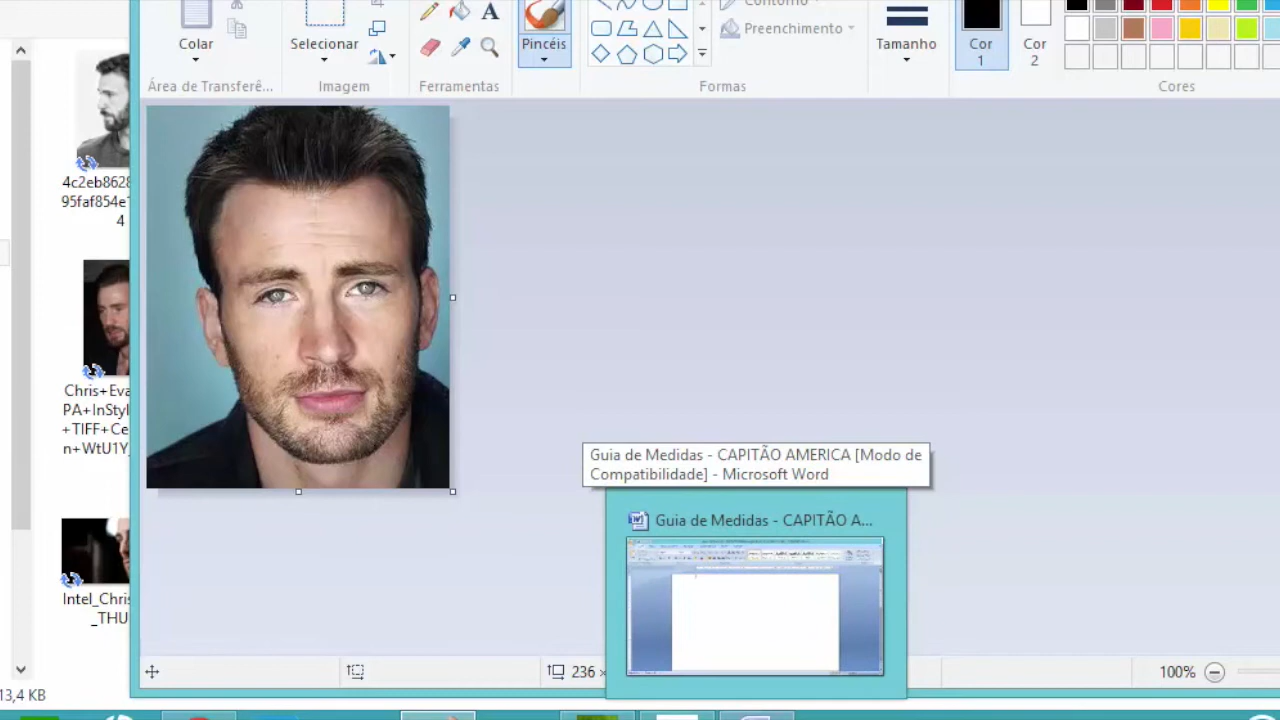 Contorno
Colar
Selecionar
Pincéis
Preenchimento
Tamanho
Cor
1
Cor
2
Área de Transferê...
Imagem
Ferramentas
Formas
Cores
4c2eb8628
95faf854e
4
Chris+Eva
PA+InStyl
+TIFF+Ce
n+WtU1Y_
Intel_Chris
_THU
13,4 KB
Guia de Medidas - CAPITÃO AMERICA [Modo de
Compatibilidade] - Microsoft Word
Guia de Medidas - CAPITÃO A...
236 ×
100%